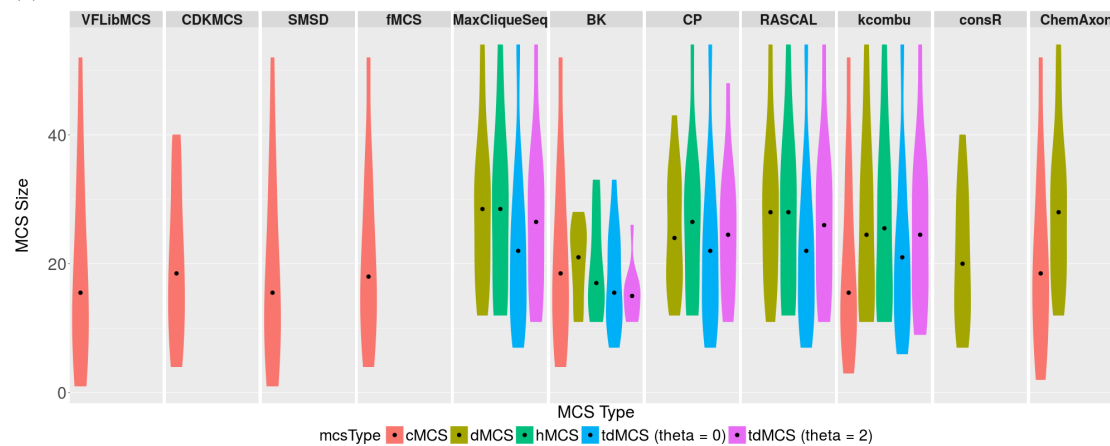 VFLibMCS CDKMCS SMSD fMCS MaxCliqueSeq BK CP RASCAL kcombu consR ChemAxon
MCS Size
40
20
0
MCS Type
mcsType cMCS dMCS hMCS tdMCS (theta = 0) tdMCS (theta = 2)